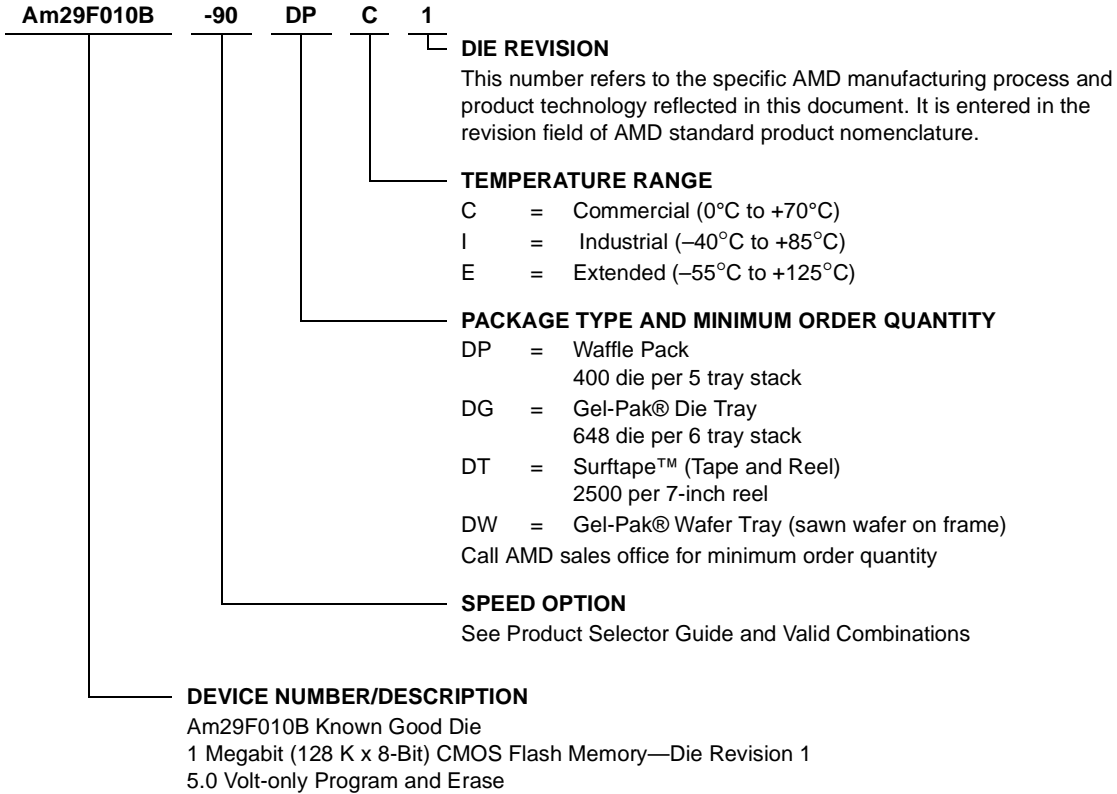 Am29F010B -90 DP C 1
DIE REVISION
This number refers to the specific AMD manufacturing process and
product technology reflected in this document. It is entered in the
revision field of AMD standard product nomenclature.
TEMPERATURE RANGE
C = Commercial (0°C to +70°C)
I = Industrial (–40°C to +85°C)
E = Extended (–55°C to +125°C)
PACKAGE TYPE AND MINIMUM ORDER QUANTITY
DP = Waffle Pack
400 die per 5 tray stack
DG = Gel-Pak® Die Tray
648 die per 6 tray stack
DT = Surftape™ (Tape and Reel)
2500 per 7-inch reel
DW = Gel-Pak® Wafer Tray (sawn wafer on frame)
Call AMD sales office for minimum order quantity
SPEED OPTION
See Product Selector Guide and Valid Combinations
DEVICE NUMBER/DESCRIPTION
Am29F010B Known Good Die
1 Megabit (128 K x 8-Bit) CMOS Flash Memory—Die Revision 1
5.0 Volt-only Program and Erase